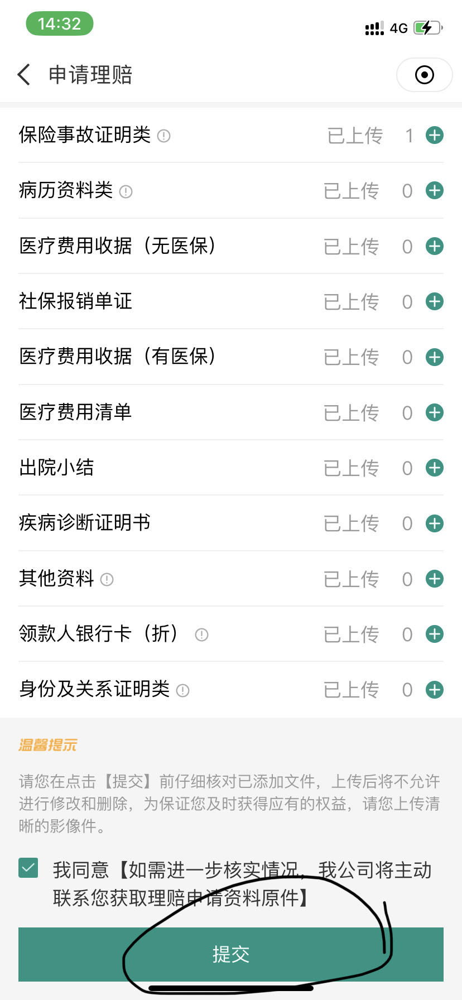 14:32
4G
申请理赔
保险事故证明类 已上传 1
病历资料类 已上传 0
医疗费用收据（无医保） 已上传 0
社保报销单证 已上传 0
医疗费用收据（有医保） 已上传 0
医疗费用清单 已上传 0
出院小结 已上传 0
疾病诊断证明书 已上传 0
其他资料 已上传 0
领款人银行卡（折） 已上传 0
身份及关系证明类 已上传 0
温馨提示
请您在点击【提交】前仔细核对已添加文件，上传后将不允许
进行修改和删除，为保证您及时获得应有的权益，请您上传清
晰的影像件。
我同意【如需进一步核实情况，我公司将主动
联系您获取理赔申请资料原件】
提交